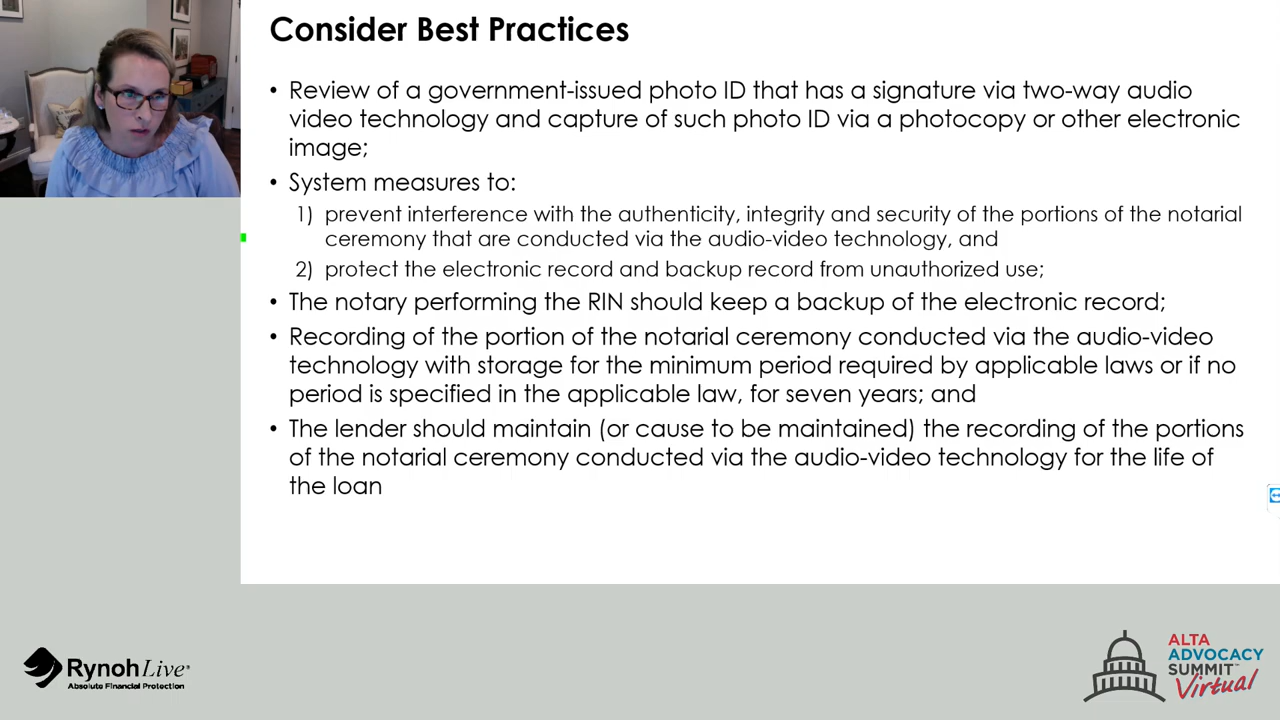 Consider Best Practices
• Review of a government-issued photo ID that has a signature via two-way audio
video technology and capture of such photo ID via a photocopy or other electronic
image;
• System measures to:
1) prevent interference with the authenticity, integrity and security of the portions of the notarial
ceremony that are conducted via the audio-video technology, and
2) protect the electronic record and backup record from unauthorized use;
• The notary performing the RIN should keep a backup of the electronic record;
• Recording of the portion of the notarial ceremony conducted via the audio-video
technology with storage for the minimum period required by applicable laws or if no
period is specified in the applicable law, for seven years; and
• The lender should maintain (or cause to be maintained) the recording of the portions
of the notarial ceremony conducted via the audio-video technology for the life of
the loan
RynohLive®
Absolute Financial Protection
ALTA
ADVOCACY
SUMMIT™
Virtual